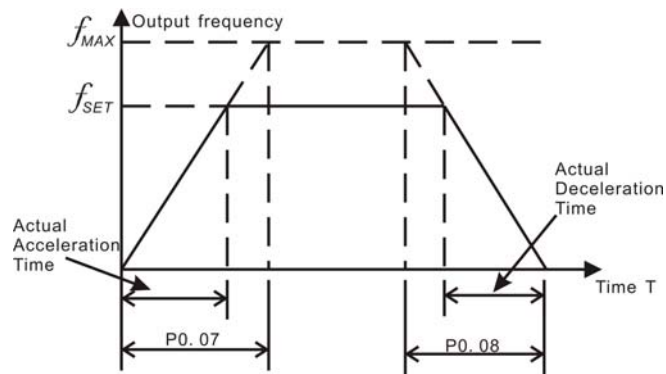 Output frequency
fMAX
fSET
Actual
Deceleration
Time
Actual
Acceleration
Time
Time T
P0. 07
P0. 08